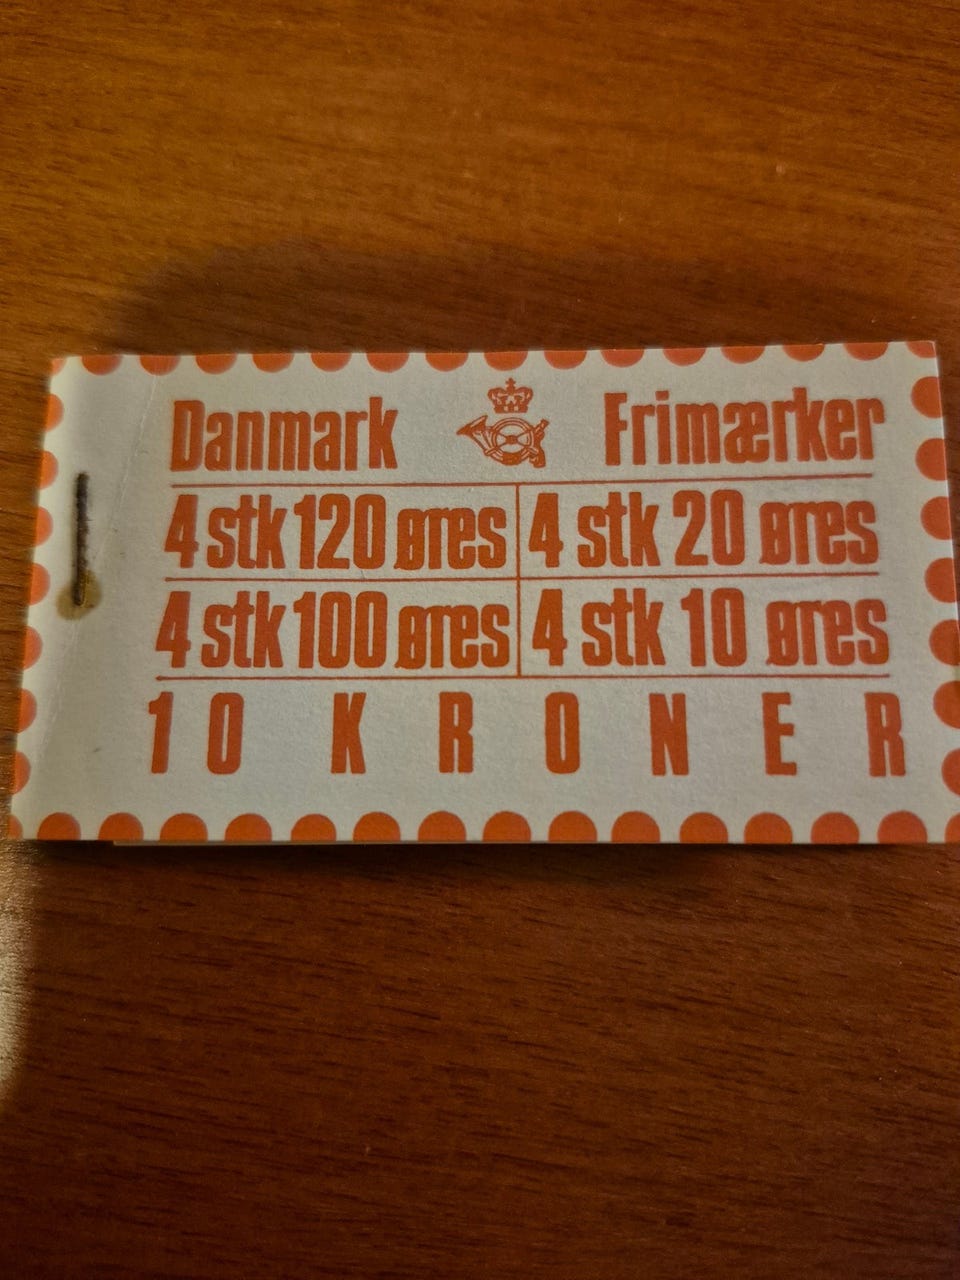 Danmark Frimærker
4 stk 120 øres 4 stk 20 øres
4 stk 100 øres 4 stk 10 øres
10 KRONER